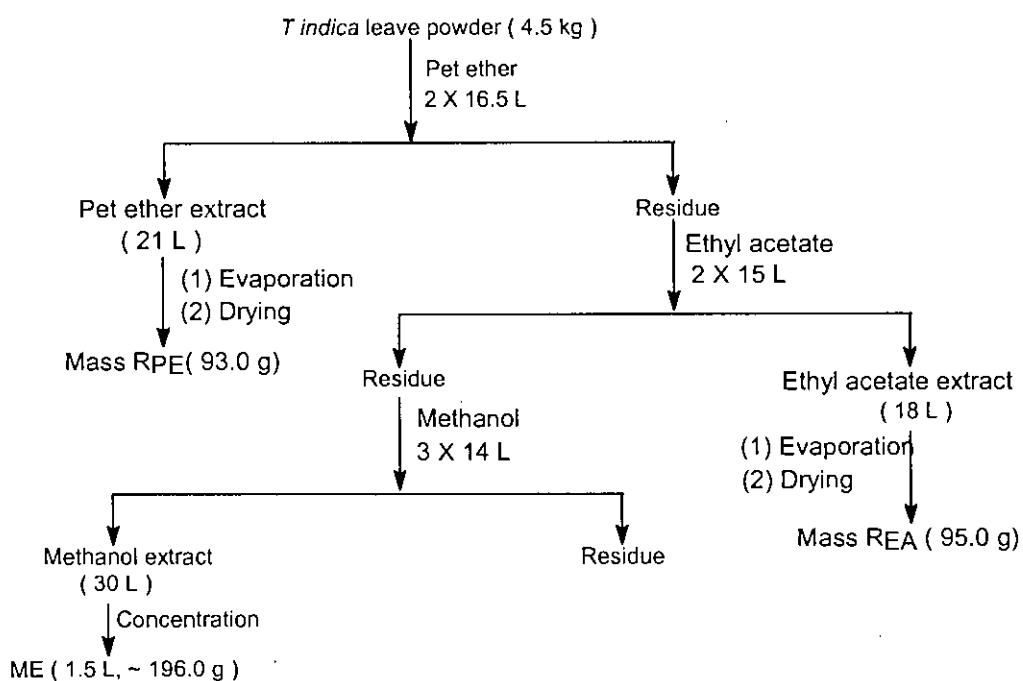 T indica leave powder ( 4.5 kg )
Pet ether
2 X 16.5 L
Pet ether extract
( 21 L )
Residue
(1) Evaporation
(2) Drying
Ethyl acetate
2 X 15 L
Mass RPE( 93.0 g)
Residue
Ethyl acetate extract
( 18 L )
Methanol
3 X 14 L
(1) Evaporation
(2) Drying
Mass REA ( 95.0 g)
Methanol extract
( 30 L )
Residue
Concentration
ME ( 1.5 L, ~ 196.0 g )